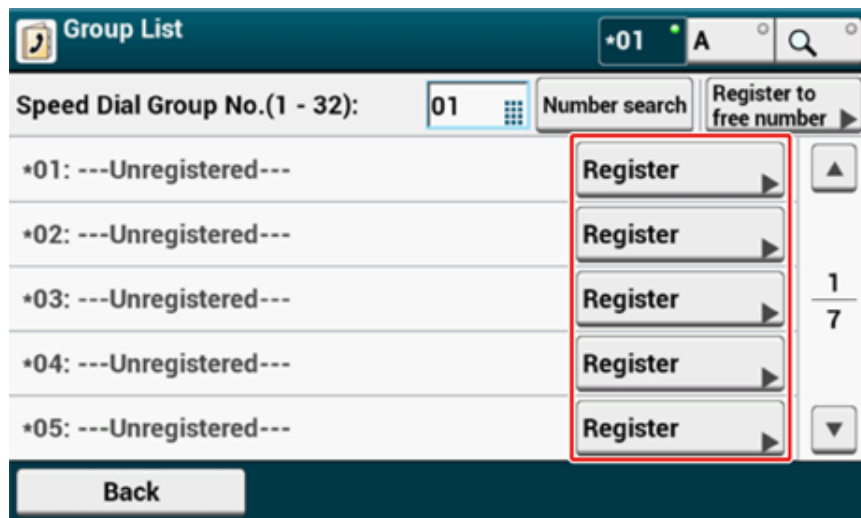 Group List
*01 A
Speed Dial Group No.(1 - 32): 01 Number search Register to free number
*01: ---Unregistered--- Register
*02: ---Unregistered--- Register
*03: ---Unregistered--- Register
*04: ---Unregistered--- Register
*05: ---Unregistered--- Register
1
7
Back